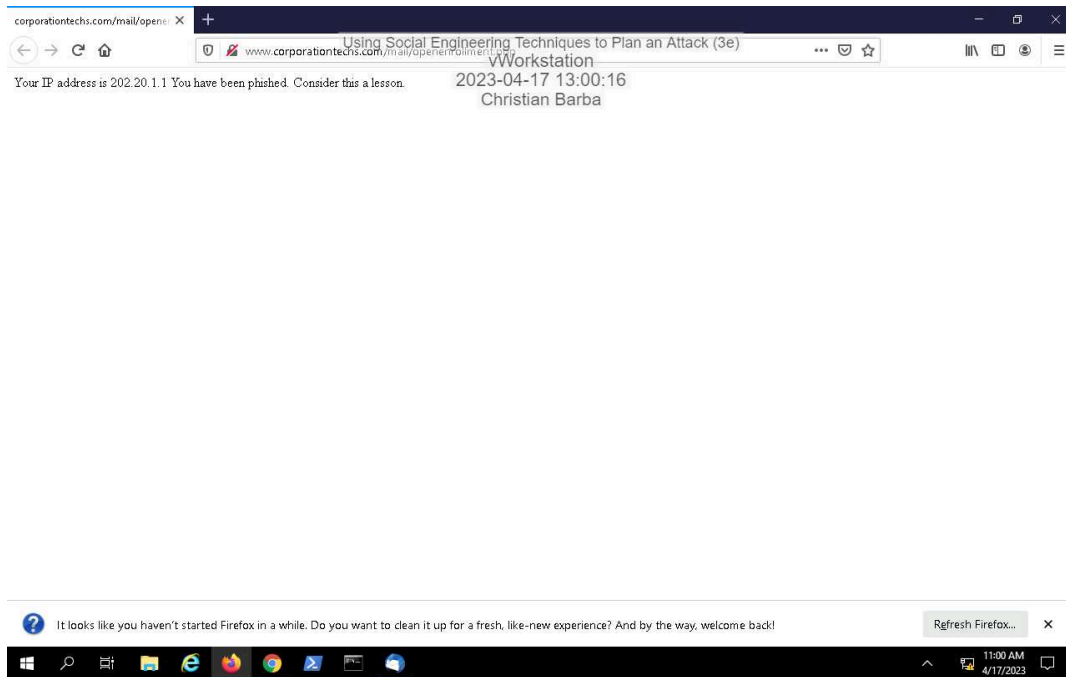 corporationtechs.com/mail/opene
Using Social Engineering Techniques to Plan an Attack (3e)
www.corporationtechs.com/mail/openenrollment.php
vWorkstation
2023-04-17 13:00:16
Christian Barba
Your IP address is 202.20.1.1 You have been phished. Consider this a lesson.
It looks like you haven't started Firefox in a while. Do you want to clean it up for a fresh, like-new experience? And by the way, welcome back!
Refresh Firefox...
11:00 AM
4/17/2023